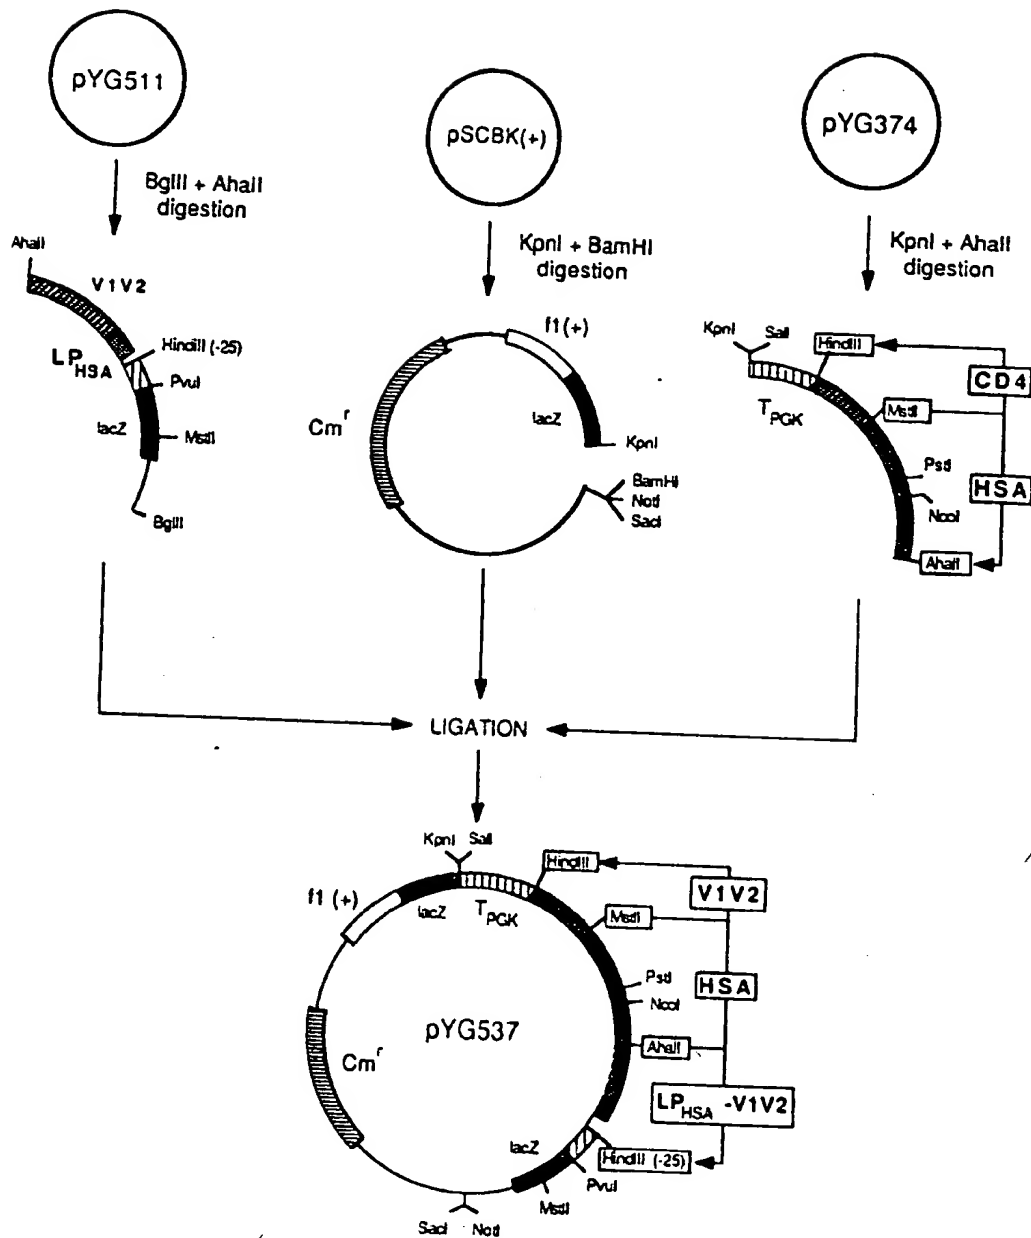 pYG511
pSCBK(+)
pYG374
BglII + AhaII
digestion
KpnI + BamHI
digestion
KpnI + AhaII
digestion
AhaII
V1V2
HindIII (-25)
LP HSA
PvuI
lacZ
MstII
BglII
f1(+)
Cm r
lacZ
KpnI
BamHI
NotI
SacI
KpnI
SalI
HindIII
CD4
T PGK
MstII
PstI
HSA
NcoI
AhaII
LIGATION
KpnI SalI
HindIII
f1 (+)
V1V2
lacZ
T PGK
MstII
PstI
HSA
NcoI
pYG537
AhaII
Cm r
LP HSA -V1V2
lacZ
HindIII (-25)
PvuI
MstII
SacI NotI